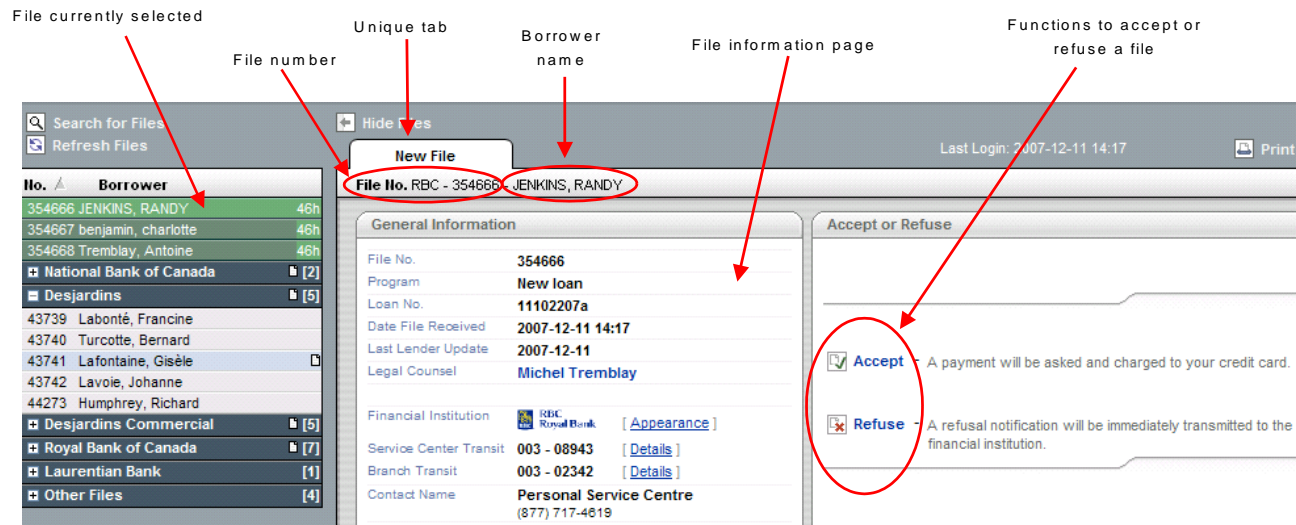 File currently selected
File number
Unique tab
Borrower
name
File information page
Functions to accept or
refuse a file
Search for Files
Refresh Files
Hide Files
New File
Last Login: 2007-12-11 14:17
Print
No. Borrower
File No. RBC - 354666 - JENKINS, RANDY
354666 JENKINS, RANDY 46h
354667 benjamin, charlotte 46h
354668 Tremblay, Antoine 46h
National Bank of Canada [2]
Desjardins [5]
43739 Labonté, Francine
43740 Turcotte, Bernard
43741 Lafontaine, Gisèle
43742 Lavoie, Johanne
44273 Humphrey, Richard
Desjardins Commercial [5]
Royal Bank of Canada [7]
Laurentian Bank [1]
Other Files [4]
General Information
File No. 354666
Program New loan
Loan No. 11102207a
Date File Received 2007-12-11 14:17
Last Lender Update 2007-12-11
Legal Counsel Michel Tremblay
Financial Institution RBC Royal Bank [ Appearance ]
Service Center Transit 003 - 08943 [ Details ]
Branch Transit 003 - 02342 [ Details ]
Contact Name Personal Service Centre
(877) 717-4619
Accept or Refuse
Accept - A payment will be asked and charged to your credit card.
Refuse - A refusal notification will be immediately transmitted to the
financial institution.